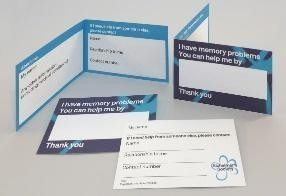 If I need help from someone else,
please contact
Name
Relationship to me
Contact number
My name
I have memory problems
You can help me by
Thank you
I have memory problems
You can help me by
Thank you
My name
If I need help from someone else, please contact
Name
Relationship to me
Contact number
Alzheimer's
Society